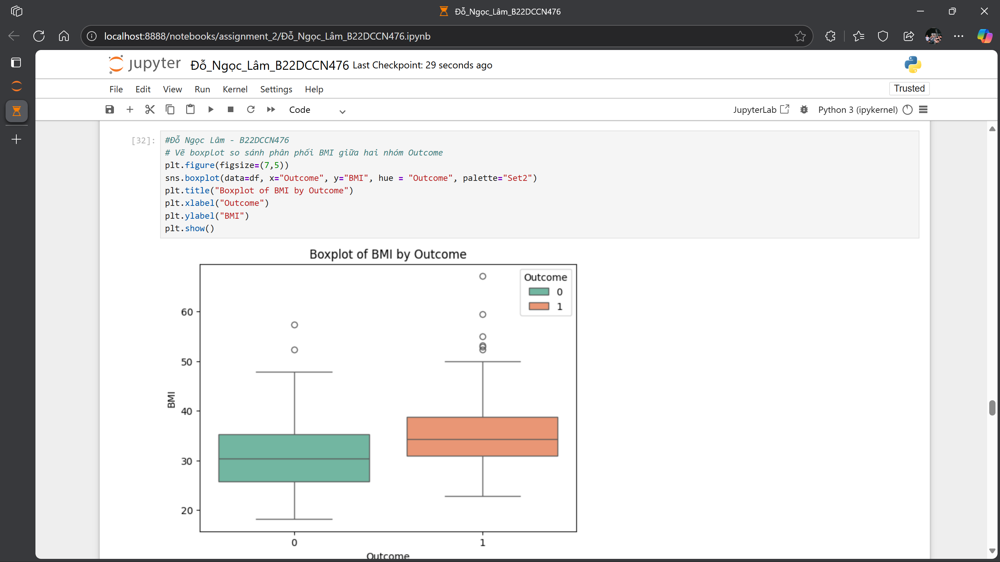 Đỗ_Ngọc_Lâm_B22DCCN476
localhost:8888/notebooks/assignment_2/Đỗ_Ngọc_Lâm_B22DCCN476.ipynb
jupyter Đỗ_Ngọc_Lâm_B22DCCN476 Last Checkpoint: 29 seconds ago
File Edit View Run Kernel Settings Help Trusted
Code JupyterLab Python 3 (ipykernel)
[32]: #Đỗ Ngọc Lâm - B22DCCN476
# Vẽ boxplot so sánh phân phối BMI giữa hai nhóm Outcome
plt.figure(figsize=(7,5))
sns.boxplot(data=df, x="Outcome", y="BMI", hue = "Outcome", palette="Set2")
plt.title("Boxplot of BMI by Outcome")
plt.xlabel("Outcome")
plt.ylabel("BMI")
plt.show()
Boxplot of BMI by Outcome
Outcome
0
1
60
50
40
30
20
BMI
0 1
Outcome